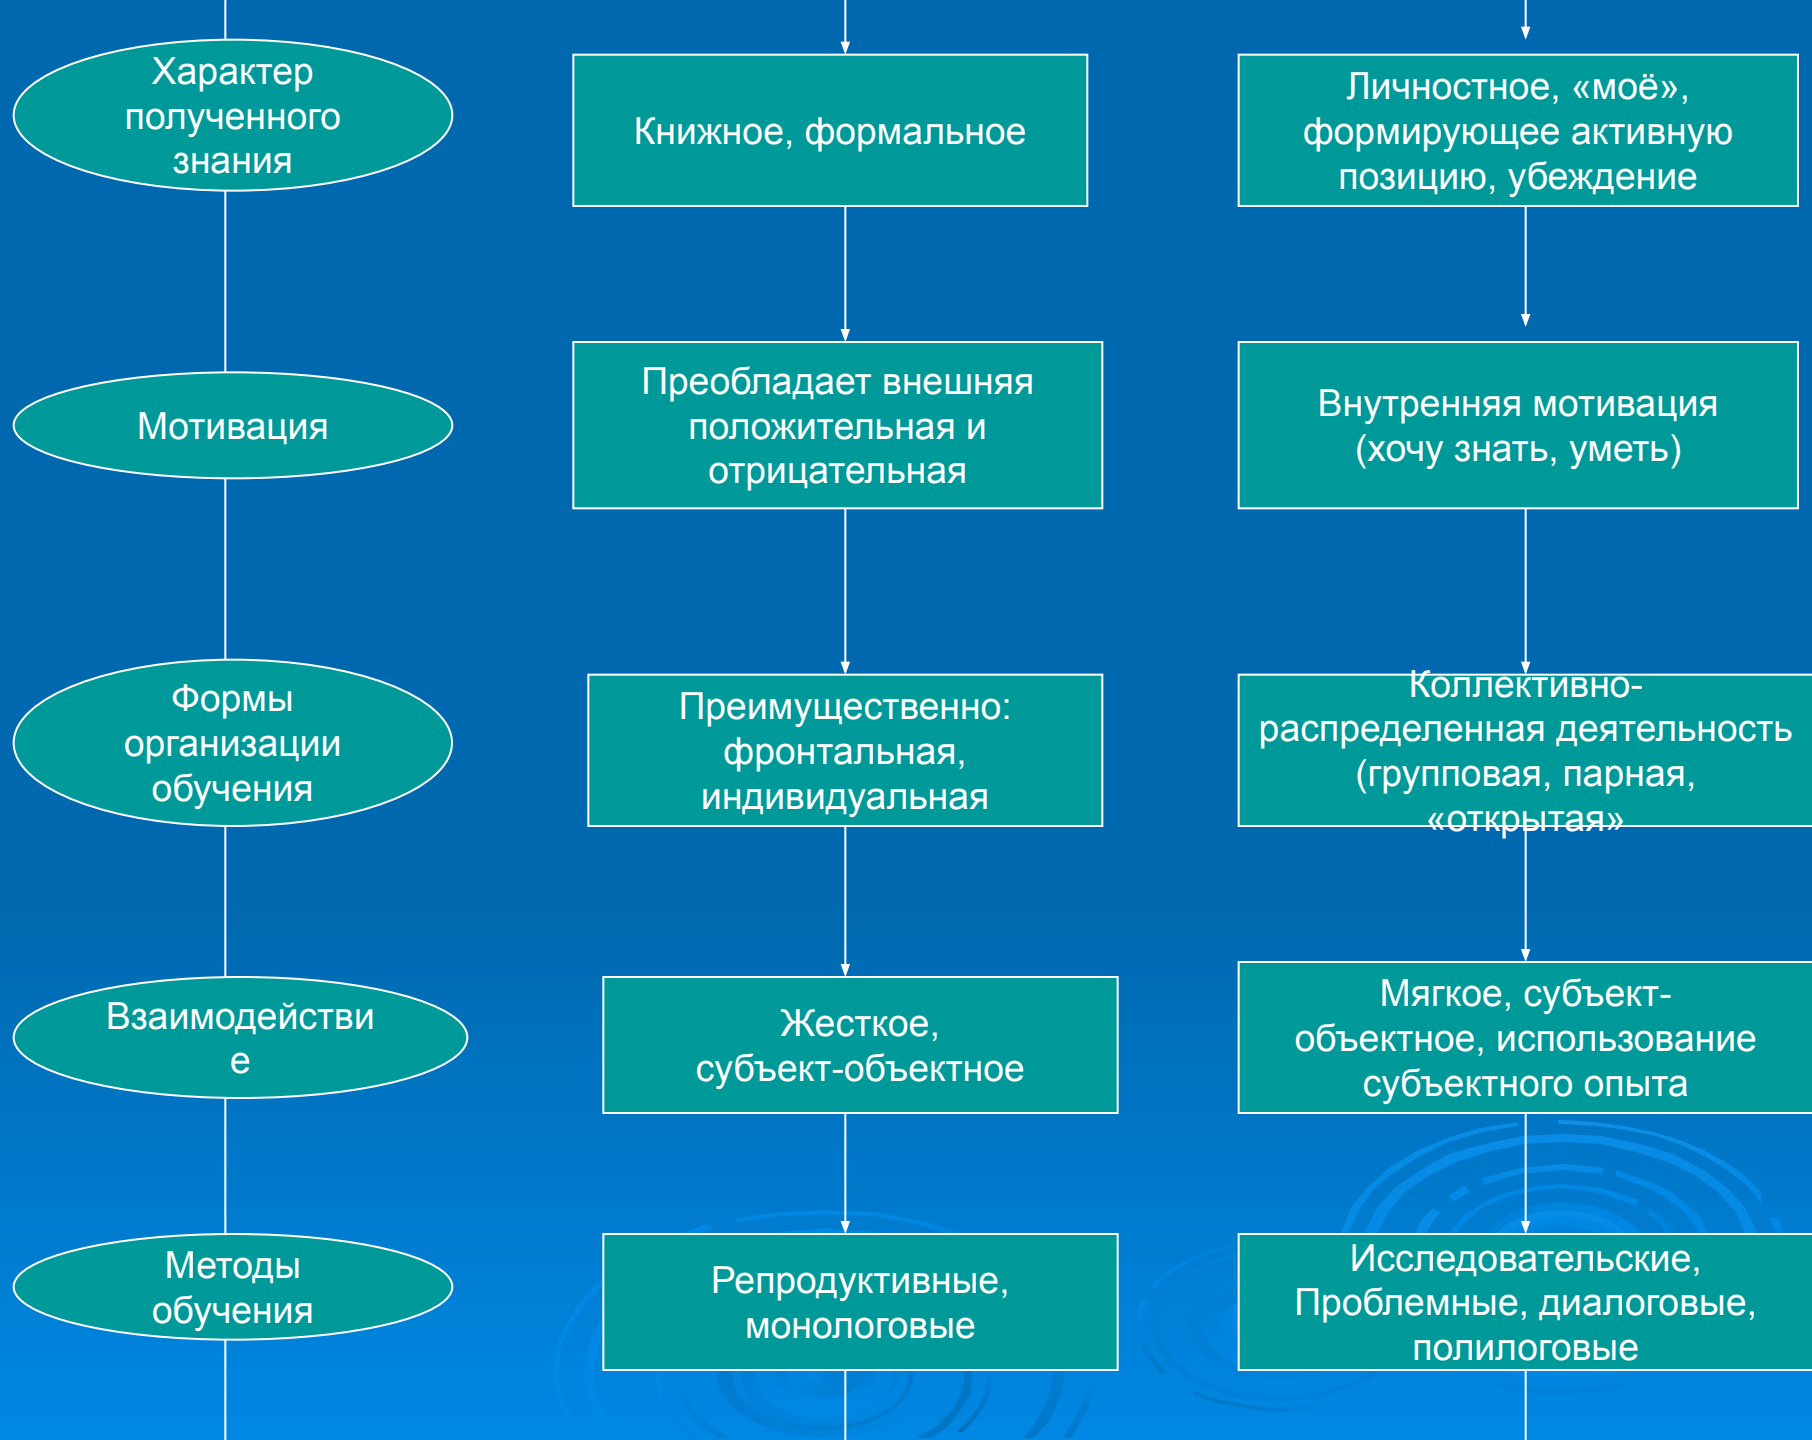 Характер
полученного
знания
Книжное, формальное
Личностное, «моё»,
формирующее активную
позицию, убеждение
Мотивация
Преобладает внешняя
положительная и
отрицательная
Внутренняя мотивация
(хочу знать, уметь)
Формы
организации
обучения
Преимущественно:
фронтальная,
индивидуальная
Коллективно-
распределенная деятельность
(групповая, парная,
«открытая»
Взаимодействи
е
Жесткое,
субъект-объектное
Мягкое, субъект-
объектное, использование
субъектного опыта
Методы
обучения
Репродуктивные,
монологовые
Исследовательские,
Проблемные, диалоговые,
полилоговые